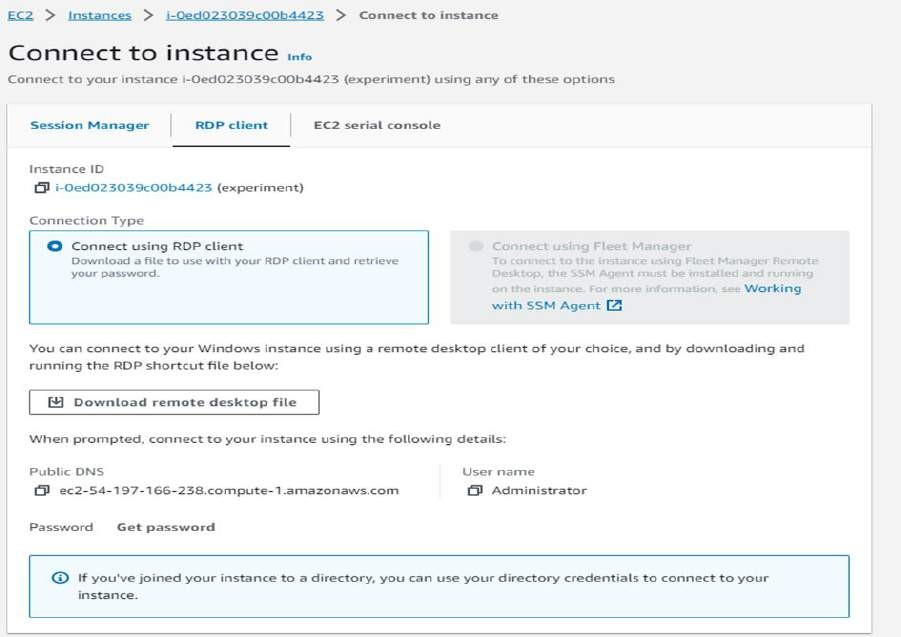 EC2 > Instances > i-0ed023039c00b4423 > Connect to instance
Connect to instance Info
Connect to your instance i-0ed023039c00b4423 (experiment) using any of these options
Session Manager RDP client EC2 serial console
Instance ID
i-0ed023039c00b4423 (experiment)
Connection Type
Connect using RDP client
Download a file to use with your RDP client and retrieve
your password.
Connect using Fleet Manager
To connect to the instance using Fleet Manager Remote
Desktop, the SSM Agent must be installed and running
on the instance. For more information, see Working
with SSM Agent
You can connect to your Windows instance using a remote desktop client of your choice, and by downloading and
running the RDP shortcut file below:
Download remote desktop file
When prompted, connect to your instance using the following details:
Public DNS
ec2-54-197-166-238.compute-1.amazonaws.com
User name
Administrator
Password Get password
If you've joined your instance to a directory, you can use your directory credentials to connect to your
instance.